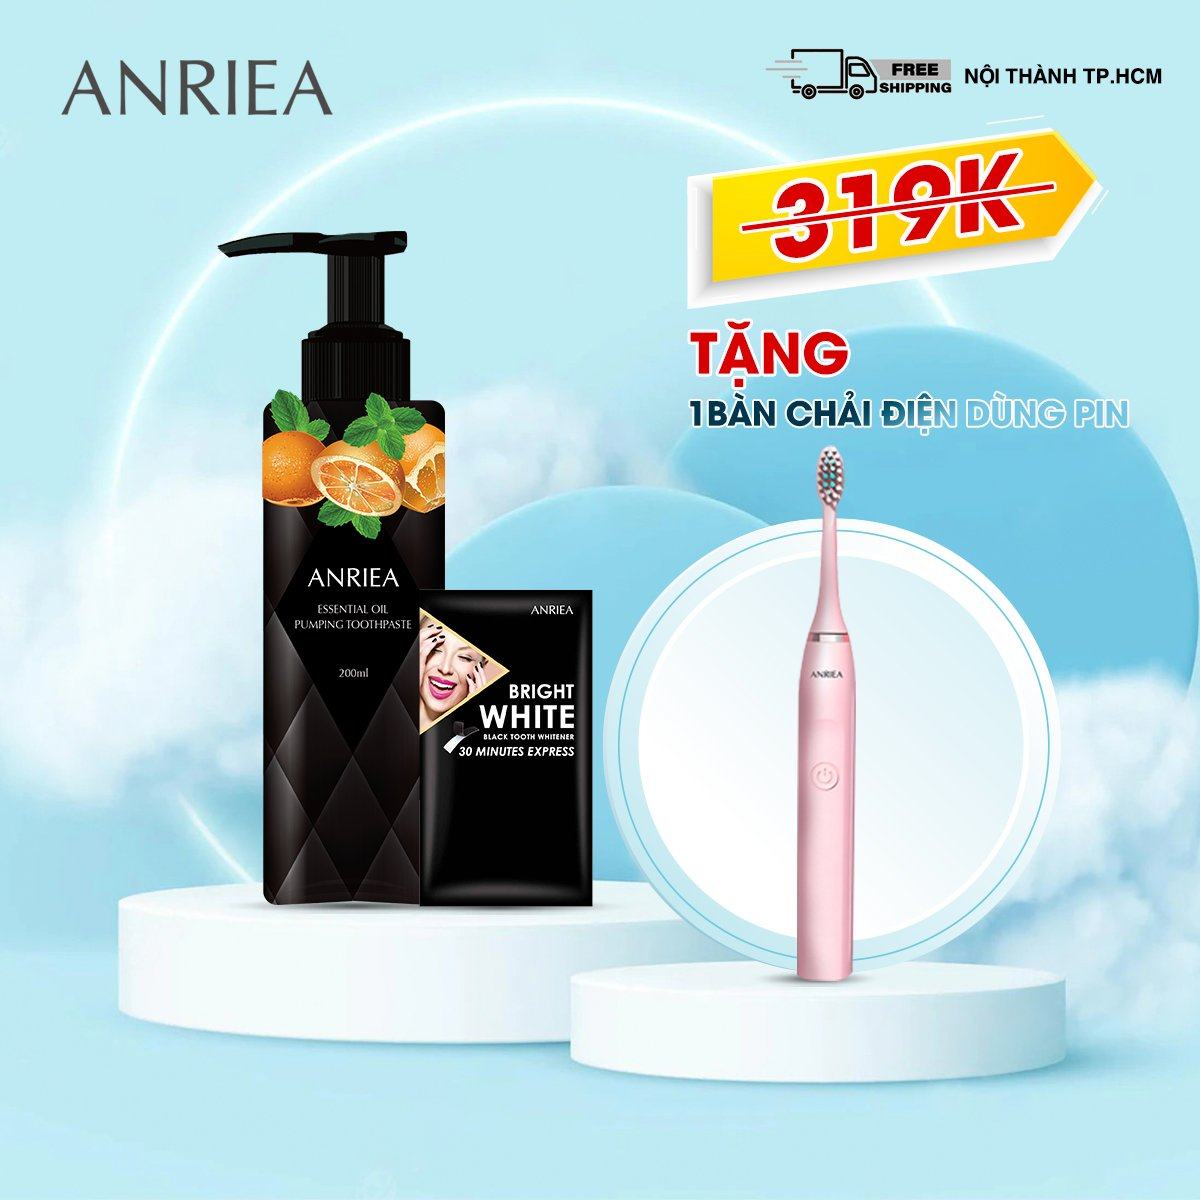 ANRIEA
FREE
SHIPPING
NỘI THÀNH TP.HCM
319K
TẶNG
1BÀN CHẢI ĐIỆN DÙNG PIN
ANRIEA
ESSENTIAL OIL
PUMPING TOOTHPASTE
200ml
ANRIEA
BRIGHT
WHITE
BLACK TOOTH WHITENER
30 MINUTES EXPRESS
ANRIEA